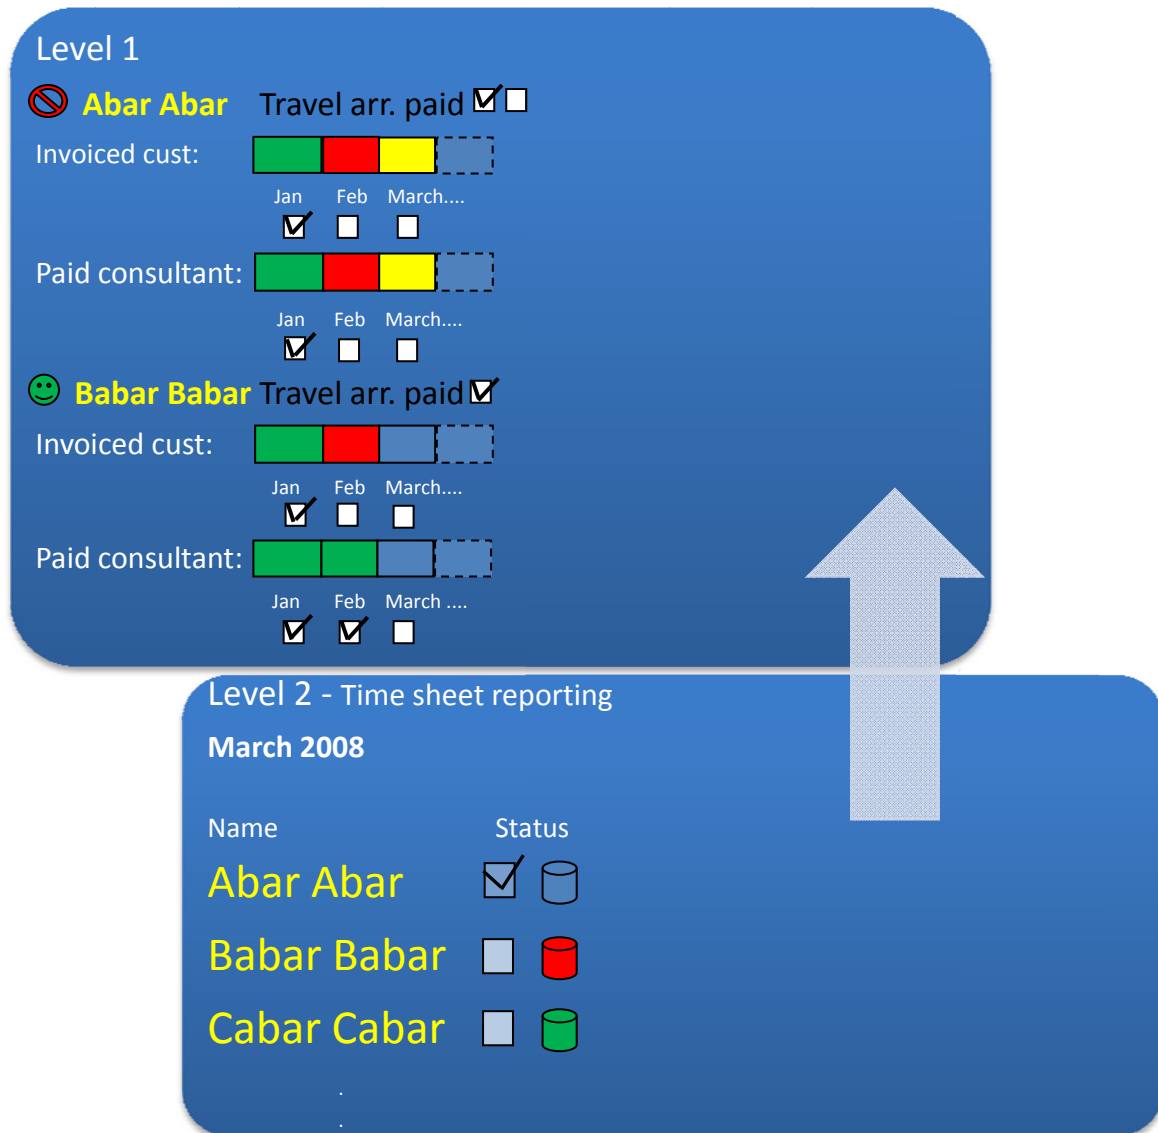 Level 1
Abar Abar Travel arr. paid
Invoiced cust:
Jan Feb March....
Paid consultant:
Jan Feb March....
Babar Babar Travel arr. paid
Invoiced cust:
Jan Feb March....
Paid consultant:
Jan Feb March ....
Level 2 - Time sheet reporting
March 2008
Name Status
Abar Abar
Babar Babar
Cabar Cabar
.
.